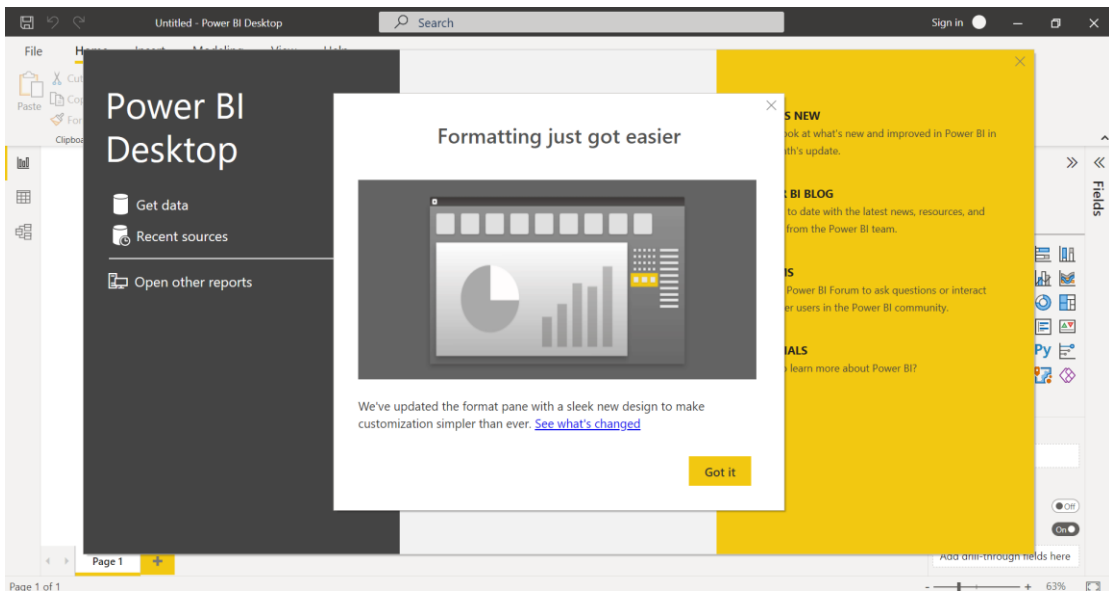 Untitled - Power BI Desktop
Search
Sign in
File
Paste
Page 1 of 1
Power BI
Desktop
Get data
Recent sources
Open other reports
Formatting just got easier
We've updated the format pane with a sleek new design to make
customization simpler than ever. See what's changed
Got it
S NEW
ook at what's new and improved in Power BI in
th's update.
BI BLOG
to date with the latest news, resources, and
from the Power BI team.
Power BI Forum to ask questions or interact
er users in the Power BI community.
IALS
learn more about Power BI?
Fields
Py
Off
On
Add drill-through fields here
Page 1
63%